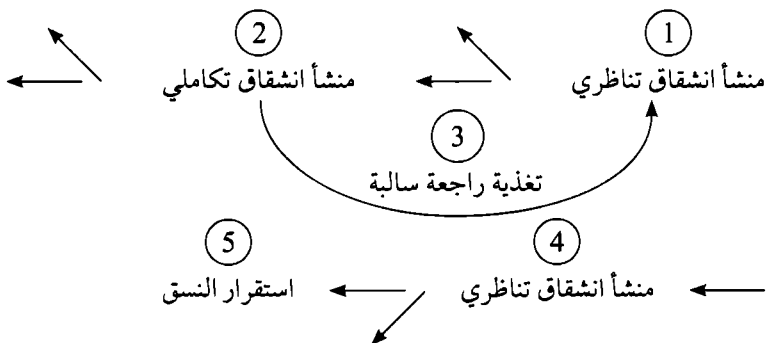 1
منشأ انشقاق تناظري
2
منشأ انشقاق تكاملي
3
تغذية راجعة سالبة
4
منشأ انشقاق تناظري
5
استقرار النسق